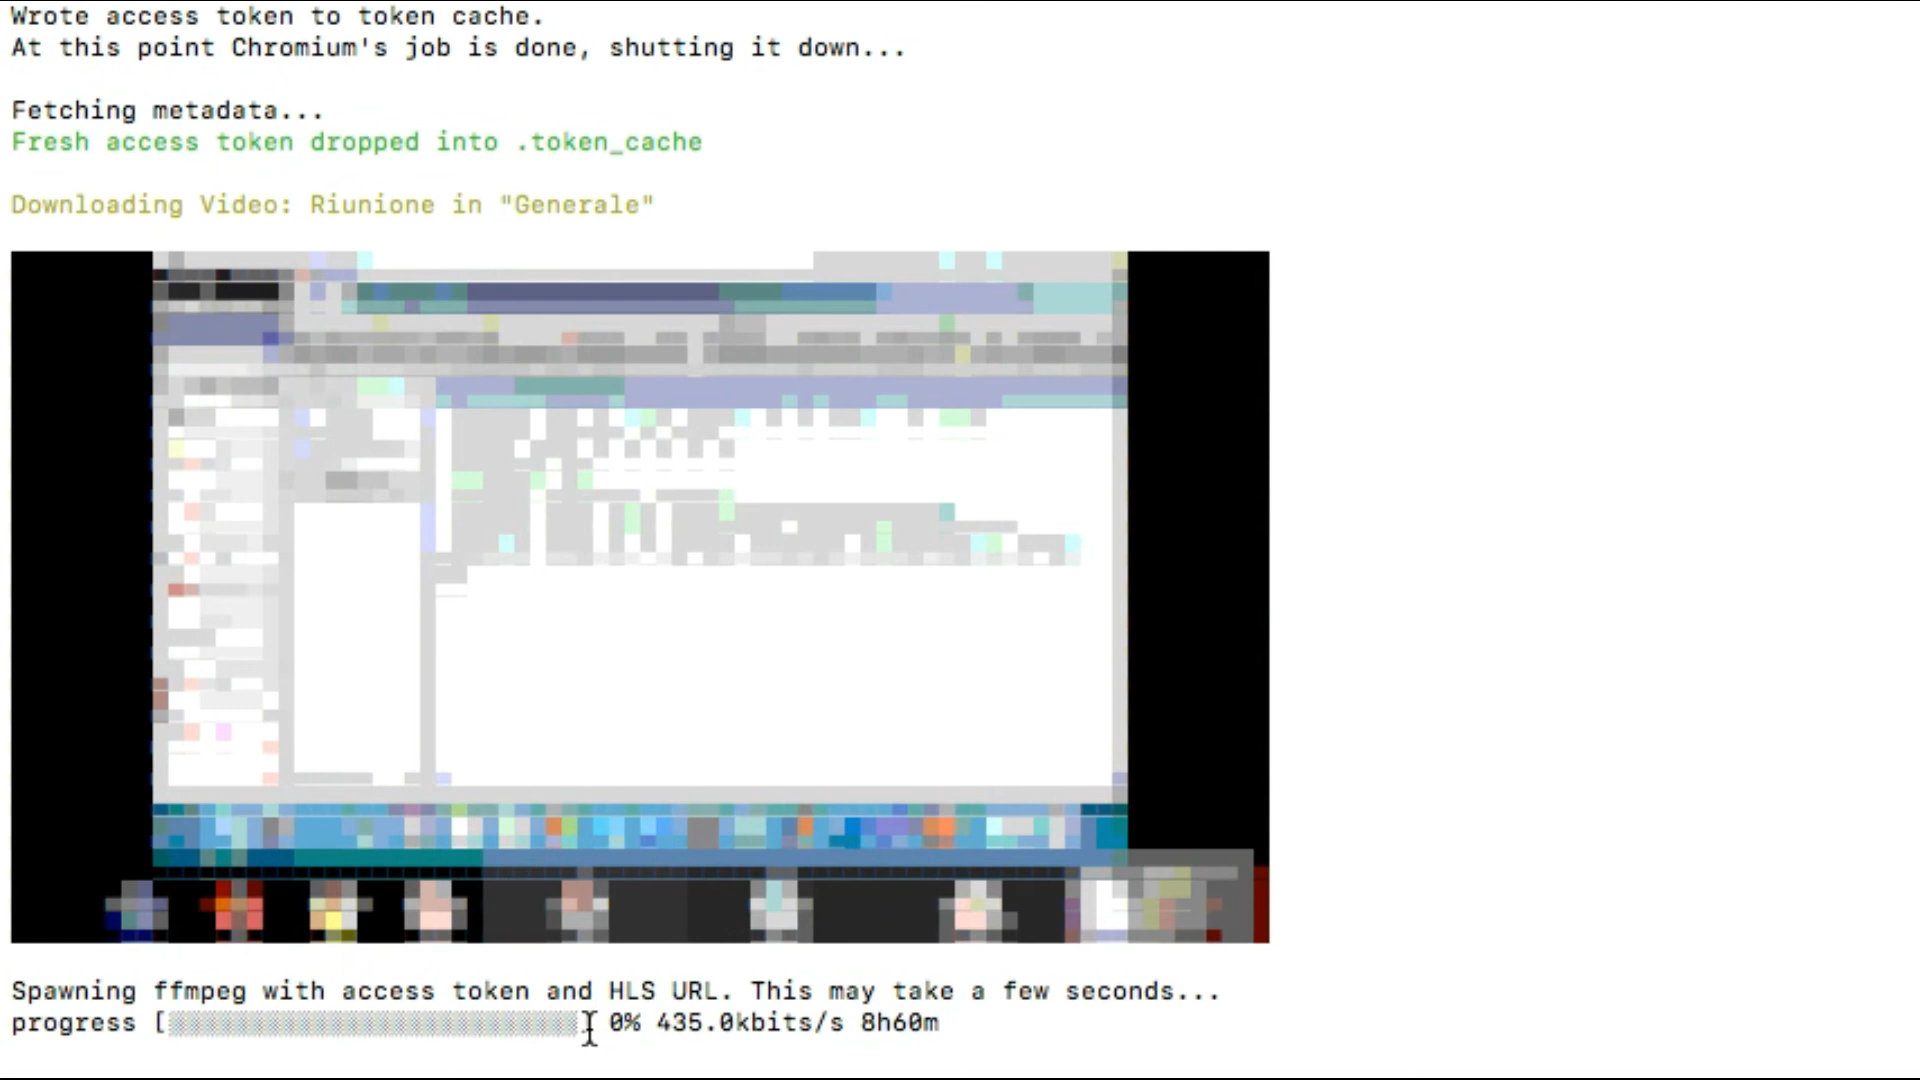 Wrote access token to token cache.
At this point Chromium's job is done, shutting it down...
Fetching metadata...
Fresh access token dropped into .token_cache
Downloading Video: Riunione in "Generale"
Spawning ffmpeg with access token and HLS URL. This may take a few seconds...
progress [░░░░░░░░░░░░░░░░░░░░░░░░░░] 0% 435.0kbits/s 8h60m